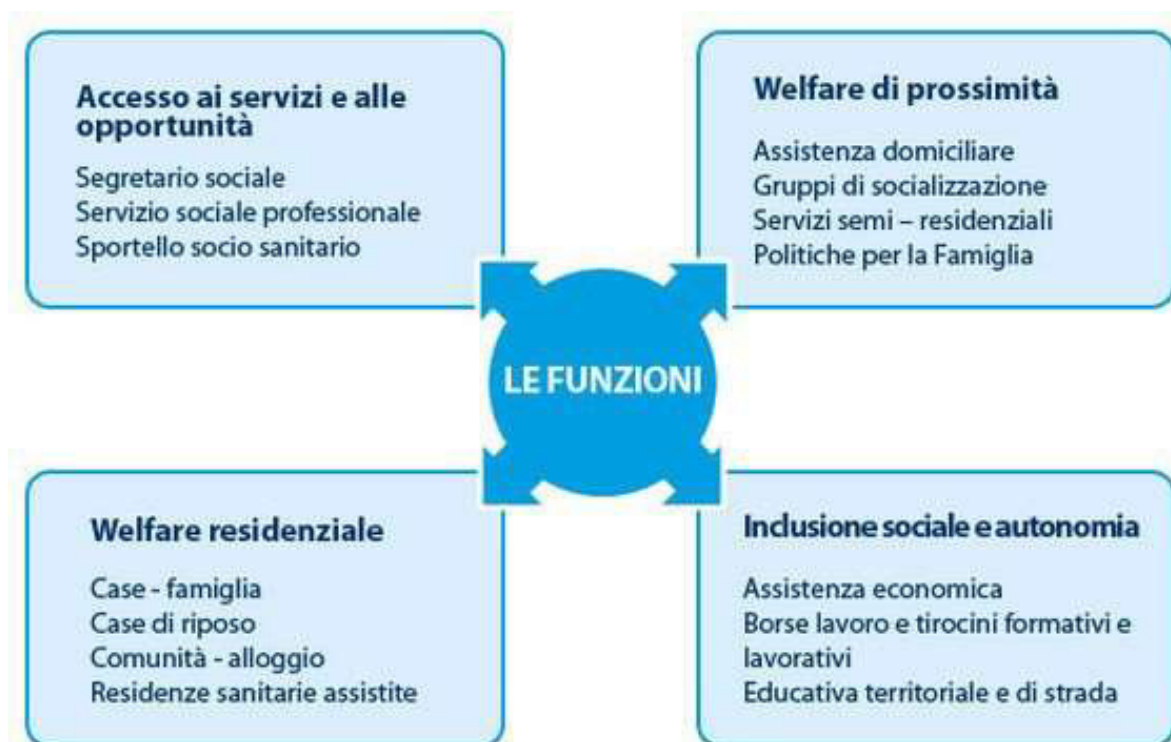 Accesso ai servizi e alle
opportunità
Segretario sociale
Servizio sociale professionale
Sportello socio sanitario
Welfare di prossimità
Assistenza domiciliare
Gruppi di socializzazione
Servizi semi – residenziali
Politiche per la Famiglia
LE FUNZIONI
Welfare residenziale
Case - famiglia
Case di riposo
Comunità - alloggio
Residenze sanitarie assistite
Inclusione sociale e autonomia
Assistenza economica
Borse lavoro e tirocini formativi e
lavorativi
Educativa territoriale e di strada